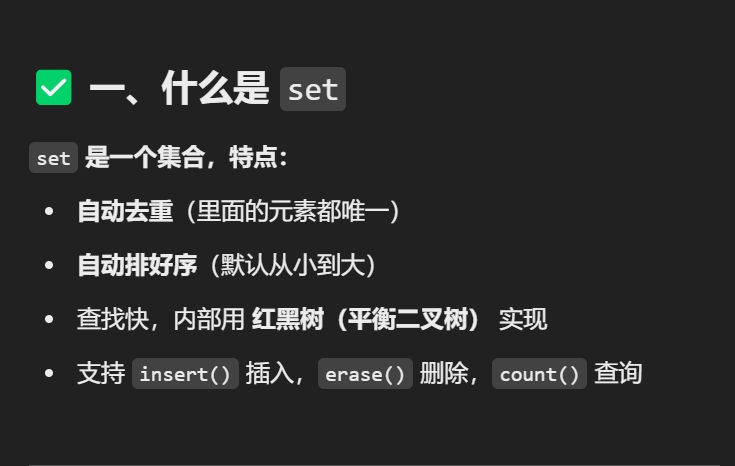 一、什么是 set
set 是一个集合，特点：
自动去重（里面的元素都唯一）
自动排好序（默认从小到大）
查找快，内部用 红黑树（平衡二叉树） 实现
支持 insert() 插入，erase() 删除，count() 查询